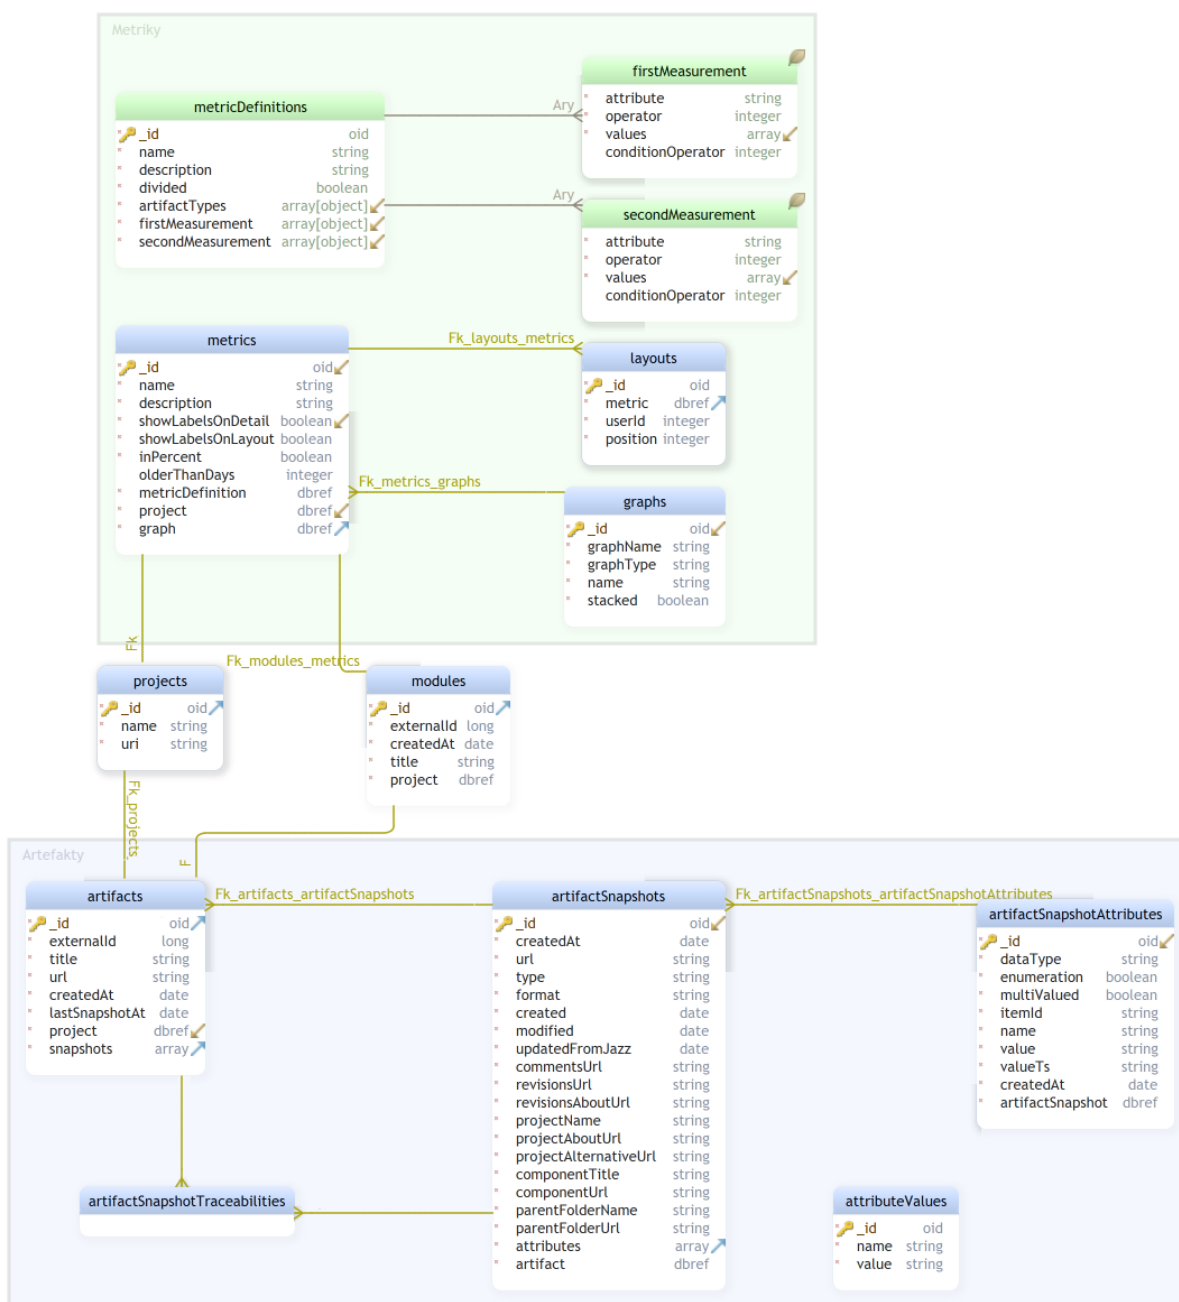 Metriky
metricDefinitions
_id oid
name string
description string
divided boolean
artifactTypes array[object]
firstMeasurement array[object]
secondMeasurement array[object]
Ary
Ary
firstMeasurement
attribute string
operator integer
values array
conditionOperator integer
secondMeasurement
attribute string
operator integer
values array
conditionOperator integer
metrics
_id oid
name string
description string
showLabelsOnDetail boolean
showLabelsOnLayout boolean
inPercent boolean
olderThanDays integer
metricDefinition dbref
project dbref
graph dbref
Fk_layouts_metrics
layouts
_id oid
metric dbref
userId integer
position integer
Fk_metrics_graphs
graphs
_id oid
graphName string
graphType string
name string
stacked boolean
Fk
Fk_modules_metrics
projects
_id oid
name string
uri string
modules
_id oid
externalId long
createdAt date
title string
project dbref
Fk_projects_
F
Artefakty
artifacts
_id oid
externalId long
title string
url string
createdAt date
lastSnapshotAt date
project dbref
snapshots array
Fk_artifacts_artifactSnapshots
artifactSnapshots
_id oid
createdAt date
url string
type string
format string
created date
modified date
updatedFromJazz date
commentsUrl string
revisionsUrl string
revisionsAboutUrl string
projectName string
projectAboutUrl string
projectAlternativeUrl string
componentTitle string
componentUrl string
parentFolderName string
parentFolderUrl string
attributes array
artifact dbref
Fk_artifactSnapshots_artifactSnapshotAttributes
artifactSnapshotAttributes
_id oid
dataType string
enumeration boolean
multiValued boolean
itemId string
name string
value string
valueTs string
createdAt date
artifactSnapshot dbref
artifactSnapshotTraceabilities
attributeValues
_id oid
name string
value string